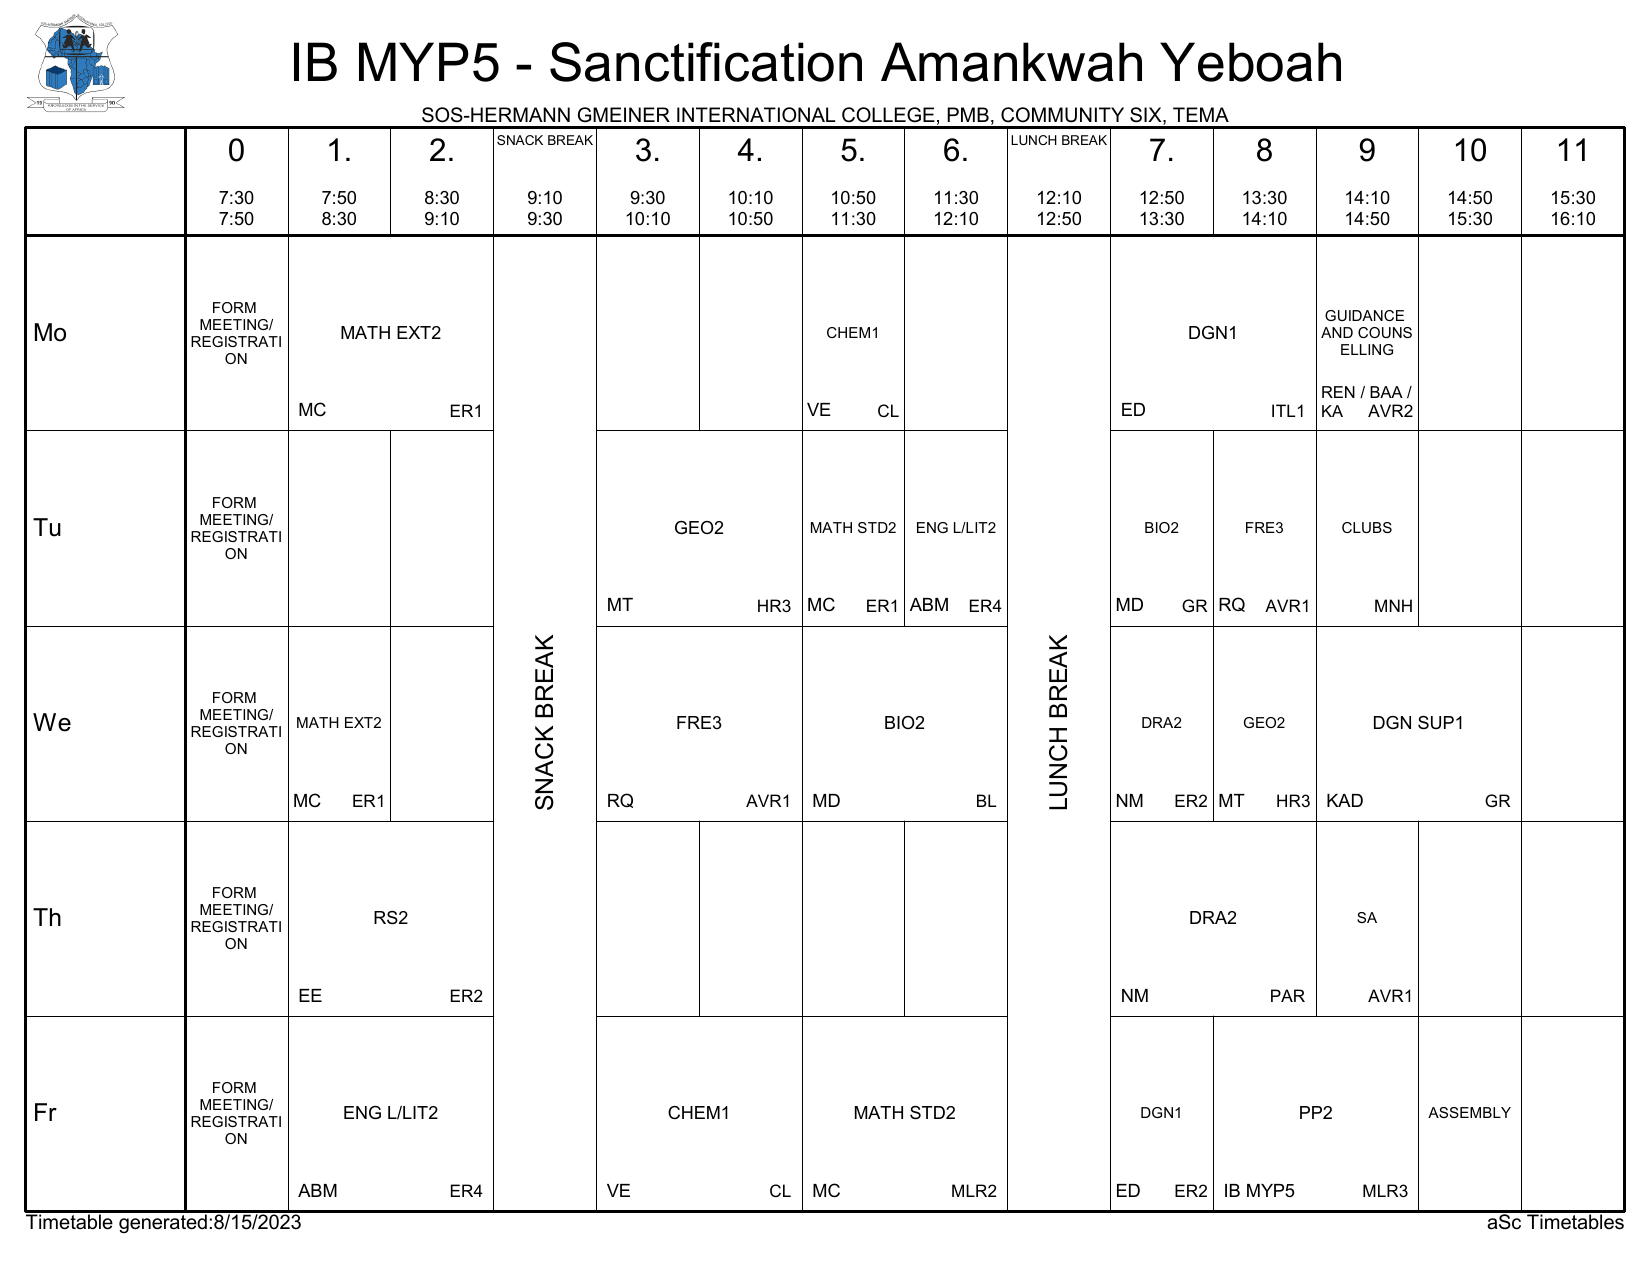 IB MYP5 - Sanctification Amankwah Yeboah
SOS-HERMANN GMEINER INTERNATIONAL COLLEGE, PMB, COMMUNITY SIX, TEMA
0 1. 2. SNACK BREAK 3. 4. 5. 6. LUNCH BREAK 7. 8 9 10 11
7:30 7:50 8:30 9:10 9:30 10:10 10:50 11:30 12:10 12:50 13:30 14:10 14:50 15:30
7:50 8:30 9:10 9:30 10:10 10:50 11:30 12:10 12:50 13:30 14:10 14:50 15:30 16:10
Mo
FORM
MEETING/
REGISTRATI
ON
MATH EXT2
MC ER1
CHEM1
VE CL
DGN1
ED ITL1
GUIDANCE
AND COUNS
ELLING
REN / BAA /
KA AVR2
Tu
FORM
MEETING/
REGISTRATI
ON
GEO2
MT HR3
MATH STD2
MC ER1
ENG L/LIT2
ABM ER4
BIO2
MD GR
FRE3
RQ AVR1
CLUBS
MNH
SNACK BREAK
LUNCH BREAK
We
FORM
MEETING/
REGISTRATI
ON
MATH EXT2
MC ER1
FRE3
RQ AVR1
BIO2
MD BL
DRA2
NM ER2
GEO2
MT HR3
DGN SUP1
KAD GR
Th
FORM
MEETING/
REGISTRATI
ON
RS2
EE ER2
DRA2
NM PAR
SA
AVR1
Fr
FORM
MEETING/
REGISTRATI
ON
ENG L/LIT2
ABM ER4
CHEM1
VE CL
MATH STD2
MC MLR2
DGN1
ED ER2
PP2
IB MYP5 MLR3
ASSEMBLY
Timetable generated:8/15/2023
aSc Timetables